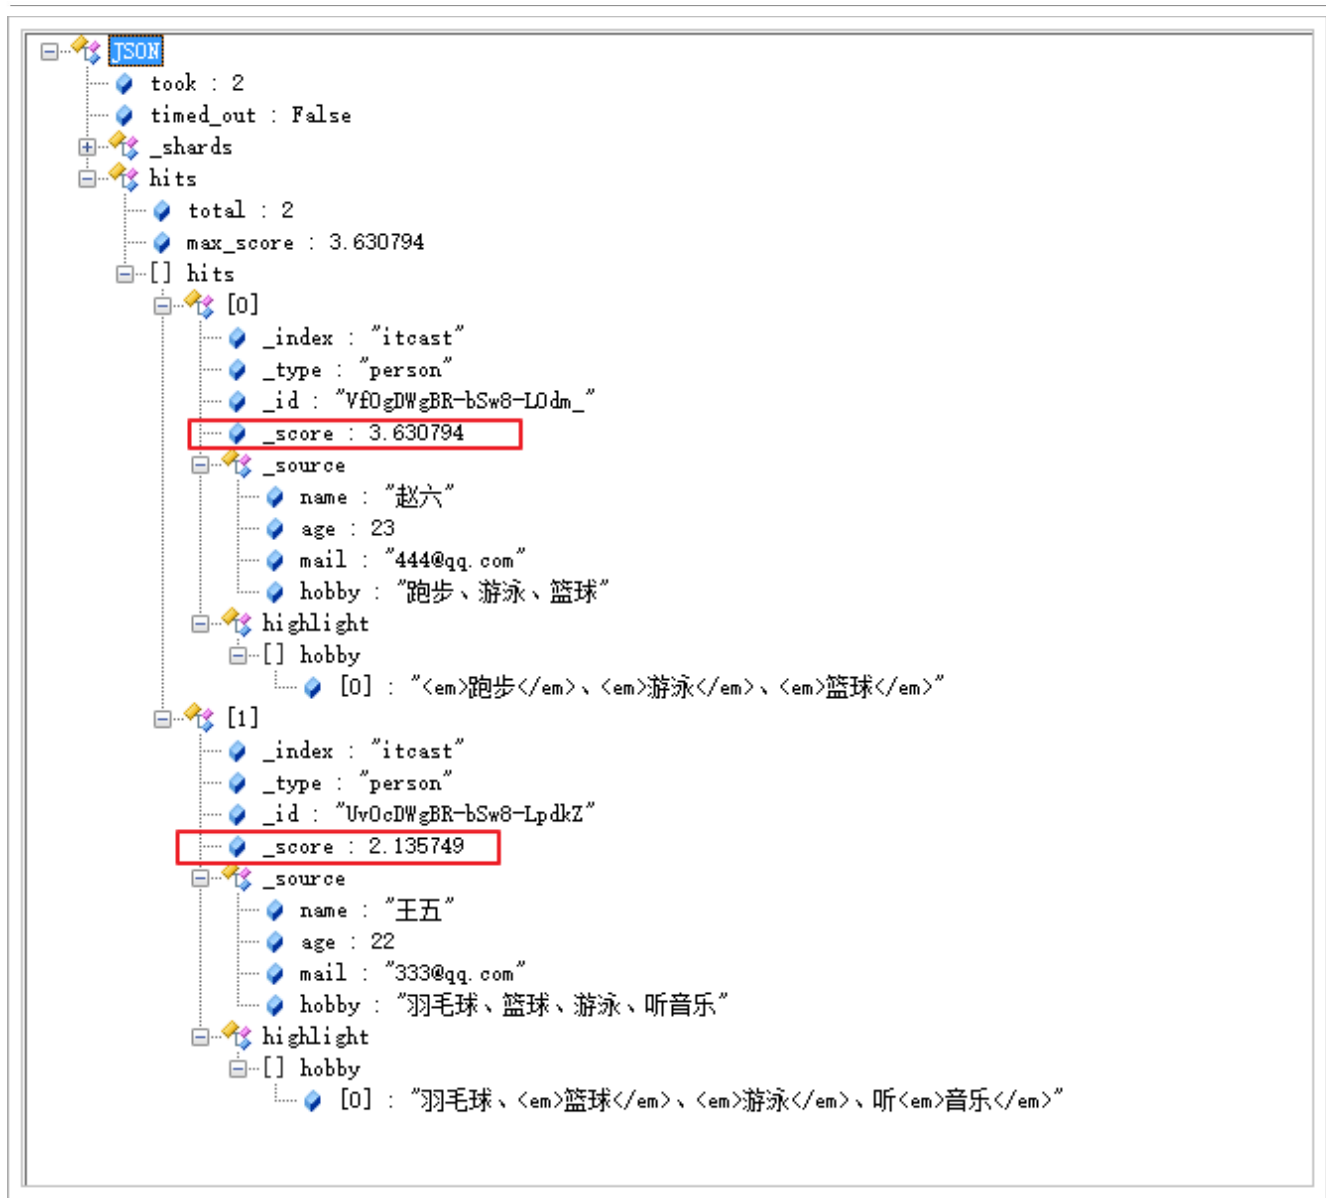 JSON
took : 2
timed_out : False
_shards
hits
total : 2
max_score : 3.630794
[] hits
[0]
_index : "itcast"
_type : "person"
_id : "VfOgDWgBR-bSw8-LOdm_"
_score : 3.630794
_source
name : "赵六"
age : 23
mail : "444@qq.com"
hobby : "跑步、游泳、篮球"
highlight
[] hobby
[0] : "<em>跑步</em>、<em>游泳</em>、<em>篮球</em>"
[1]
_index : "itcast"
_type : "person"
_id : "UvOcDWgBR-bSw8-LpdkZ"
_score : 2.135749
_source
name : "王五"
age : 22
mail : "333@qq.com"
hobby : "羽毛球、篮球、游泳、听音乐"
highlight
[] hobby
[0] : "羽毛球、<em>篮球</em>、<em>游泳</em>、听<em>音乐</em>"